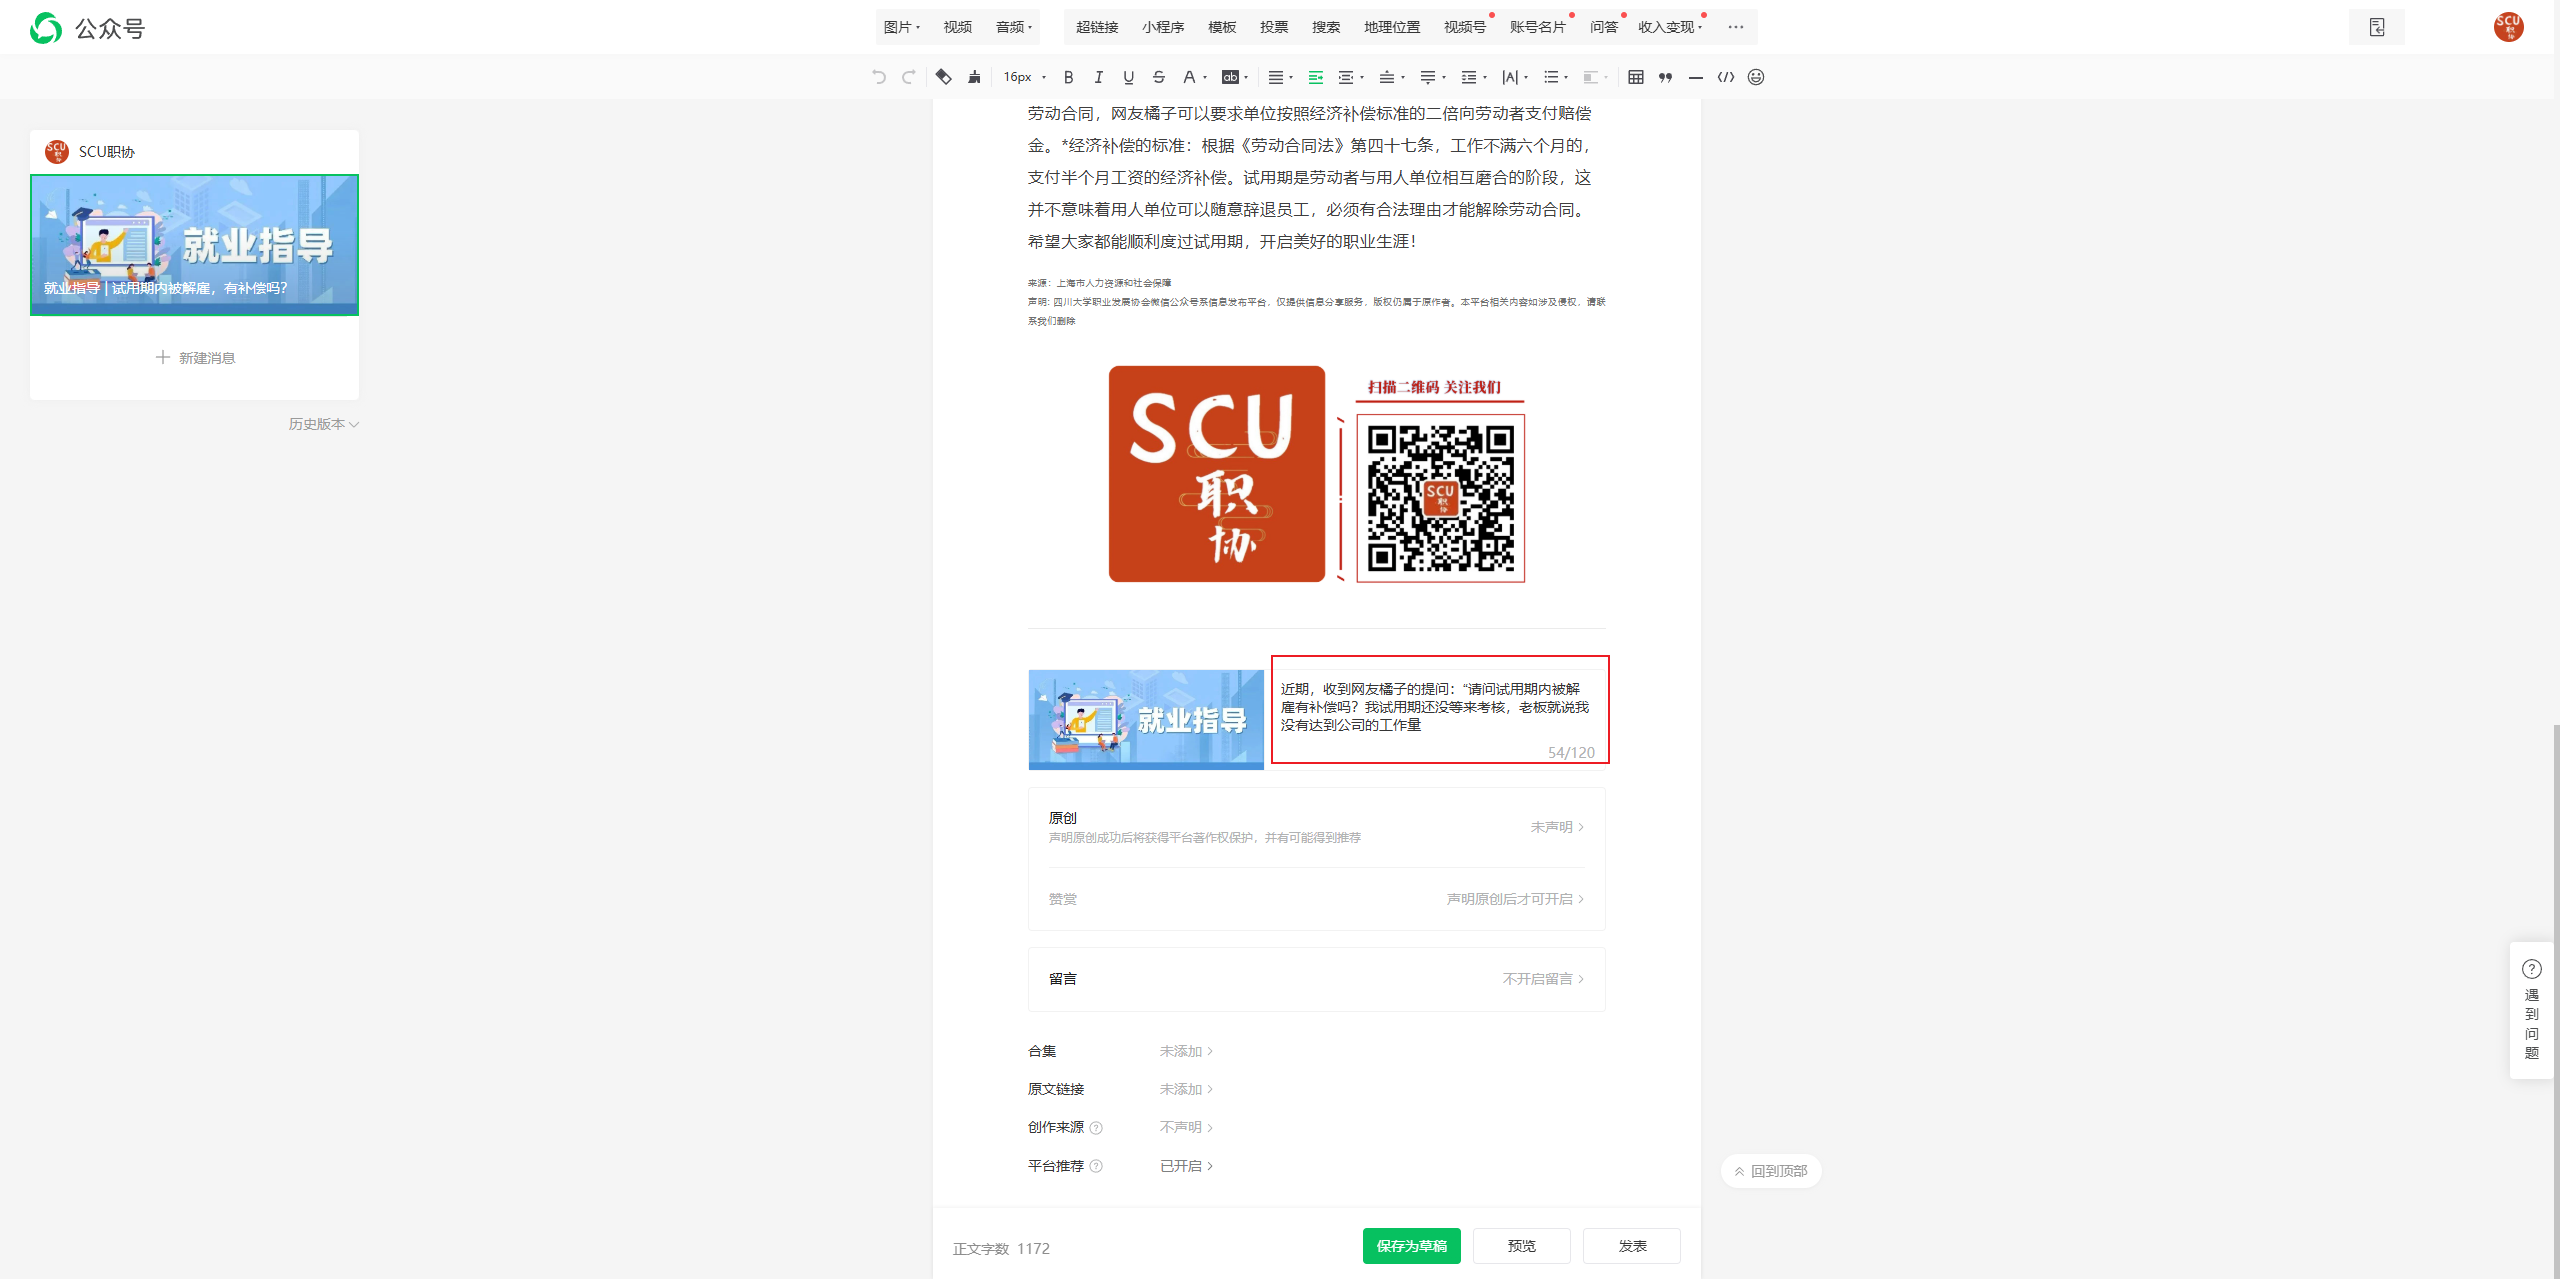 公众号
图片
视频
音频
超链接
小程序
模板
投票
搜索
地理位置
视频号
账号名片
问答
收入变现
···
SCU职协
16px
B I U S A ab
SCU职协
就业指导
就业指导 | 试用期内被解雇，有补偿吗？
新建消息
历史版本
劳动合同，网友橘子可以要求单位按照经济补偿标准的二倍向劳动者支付赔偿
金。*经济补偿的标准：根据《劳动合同法》第四十七条，工作不满六个月的，
支付半个月工资的经济补偿。试用期是劳动者与用人单位相互磨合的阶段，这
并不意味着用人单位可以随意辞退员工，必须有合法理由才能解除劳动合同。
希望大家都能顺利度过试用期，开启美好的职业生涯！
来源：上海市人力资源和社会保障
声明: 四川大学职业发展协会微信公众号系信息发布平台，仅提供信息分享服务，版权仍属于原作者。本平台相关内容如涉及侵权，请联
系我们删除
SCU
职
协
扫描二维码 关注我们
SCU
职
协
就业指导
近期，收到网友橘子的提问：“请问试用期内被解
雇有补偿吗？我试用期还没等来考核，老板就说我
没有达到公司的工作量
54/120
原创
声明原创成功后将获得平台著作权保护，并有可能得到推荐
未声明
赞赏
声明原创后才可开启
留言
不开启留言
合集
未添加
原文链接
未添加
创作来源
不声明
平台推荐
已开启
遇到问题
回到顶部
正文字数 1172
保存为草稿
预览
发表